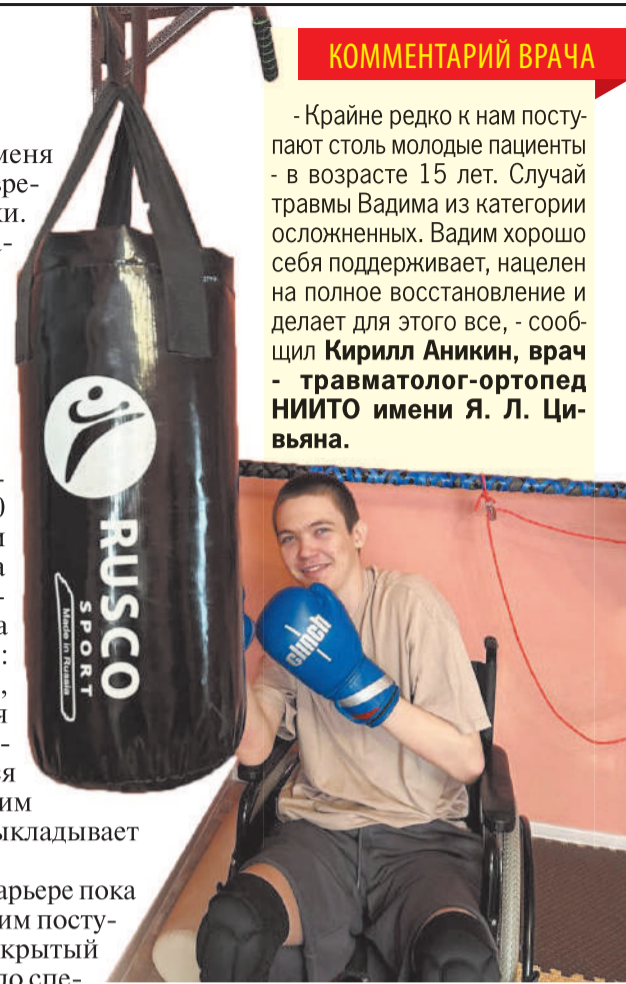 КОММЕНТАРИЙ ВРАЧА
- Крайне редко к нам посту-
пают столь молодые пациенты
- в возрасте 15 лет. Случай
травмы Вадима из категории
осложненных. Вадим хорошо
себя поддерживает, нацелен
на полное восстановление и
делает для этого все, - сооб-
щил Кирилл Аникин, врач
- травматолог-ортопед
НИИТО имени Я. Л. Ци-
вьяна.
меня
вре-
ки.
RUSCO
SPORT
Made in Russia
clinch
им
ыкладывает
арьере пока
им посту-
крытый
по спе-